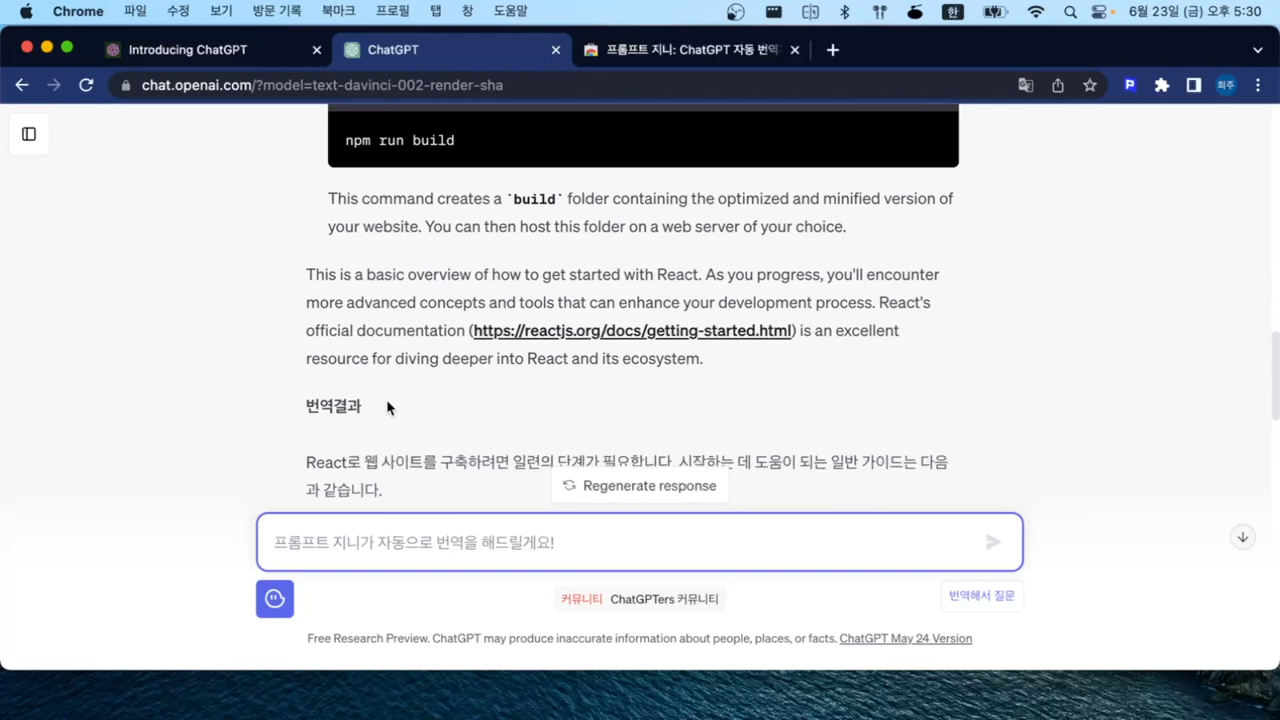 Chrome 파일 수정 보기 방문 기록 북마크 프로필 탭 창 도움말 한 6월 23일 (금) 오후 5:30
Introducing ChatGPT ChatGPT 프롬프트 지니: ChatGPT 자동 번역
chat.openai.com/?model=text-davinci-002-render-sha 희주
npm run build
This command creates a `build` folder containing the optimized and minified version of
your website. You can then host this folder on a web server of your choice.
This is a basic overview of how to get started with React. As you progress, you'll encounter
more advanced concepts and tools that can enhance your development process. React's
official documentation (https://reactjs.org/docs/getting-started.html) is an excellent
resource for diving deeper into React and its ecosystem.
번역결과
React로 웹 사이트를 구축하려면 일련의 단계가 필요합니다. 시작하는 데 도움이 되는 일반 가이드는 다음
과 같습니다.
Regenerate response
프롬프트 지니가 자동으로 번역을 해드릴게요!
커뮤니티 ChatGPTers 커뮤니티
번역해서 질문
Free Research Preview. ChatGPT may produce inaccurate information about people, places, or facts. ChatGPT May 24 Version